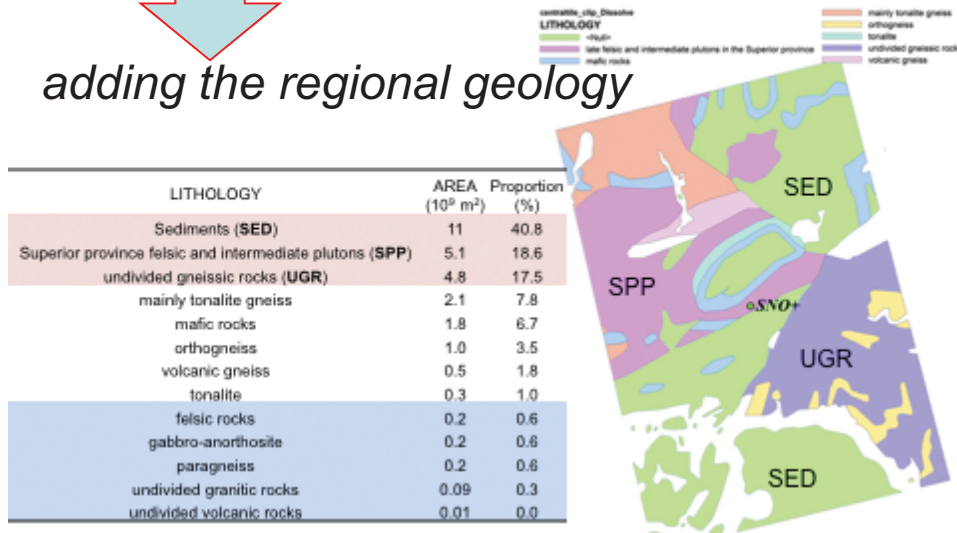 centraltile_clip_Dissolve
LITHOLOGY
<Null>
late felsic and intermediate plutons in the Superior province
mafic rocks
mainly tonalite gneiss
orthogneiss
tonalite
undivided gneissic rock
volcanic gneiss
adding the regional geology
LITHOLOGY AREA (10⁹ m²) Proportion (%)
Sediments (SED) 11 40.8
Superior province felsic and intermediate plutons (SPP) 5.1 18.6
undivided gneissic rocks (UGR) 4.8 17.5
mainly tonalite gneiss 2.1 7.8
mafic rocks 1.8 6.7
orthogneiss 1.0 3.5
volcanic gneiss 0.5 1.8
tonalite 0.3 1.0
felsic rocks 0.2 0.6
gabbro-anorthosite 0.2 0.6
paragneiss 0.2 0.6
undivided granitic rocks 0.09 0.3
undivided volcanic rocks 0.01 0.0
SED
SPP
SNO+
UGR
SED